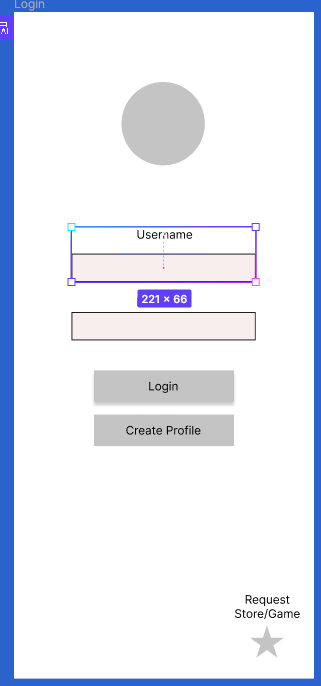 Login
Username
221 × 66
Login
Create Profile
Request
Store/Game